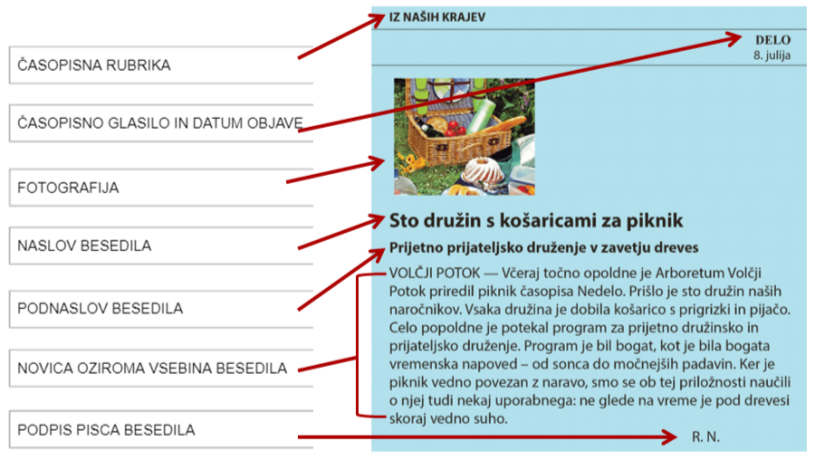 ČASOPISNA RUBRIKA
ČASOPISNO GLASILO IN DATUM OBJAVE
FOTOGRAFIJA
NASLOV BESEDILA
PODNASLOV BESEDILA
NOVICA OZIROMA VSEBINA BESEDILA
PODPIS PISCA BESEDILA
IZ NAŠIH KRAJEV
DELO
8. julija
Sto družin s košaricami za piknik
Prijetno prijateljsko druženje v zavetju dreves
VOLČJI POTOK — Včeraj točno opoldne je Arboretum Volčji
Potok priredil piknik časopisa Nedelo. Prišlo je sto družin naših
naročnikov. Vsaka družina je dobila košarico s prigrizki in pijačo.
Celo popoldne je potekal program za prijetno družinsko in
prijateljsko druženje. Program je bil bogat, kot je bila bogata
vremenska napoved – od sonca do močnejših padavin. Ker je
piknik vedno povezan z naravo, smo se ob tej priložnosti naučili
o njej tudi nekaj uporabnega: ne glede na vreme je pod drevesi
skoraj vedno suho.
R. N.